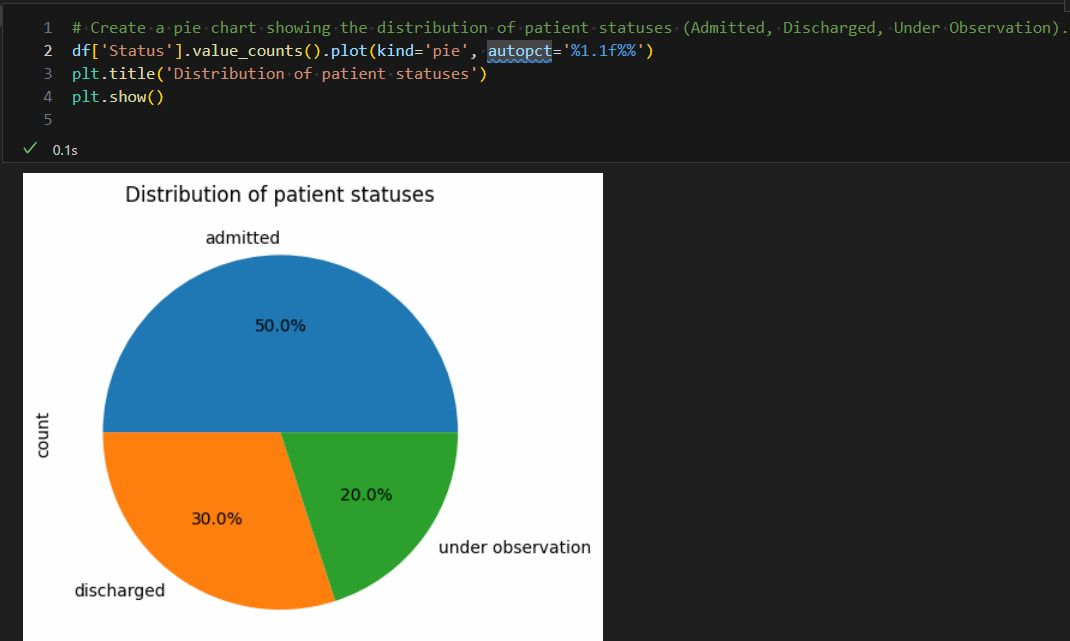 1 # Create a pie chart showing the distribution of patient statuses (Admitted, Discharged, Under Observation).
2 df['Status'].value_counts().plot(kind='pie', autopct='%1.1f%%')
3 plt.title('Distribution of patient statuses')
4 plt.show()
5
0.1s
Distribution of patient statuses
admitted
50.0%
count
20.0%
30.0%
under observation
discharged